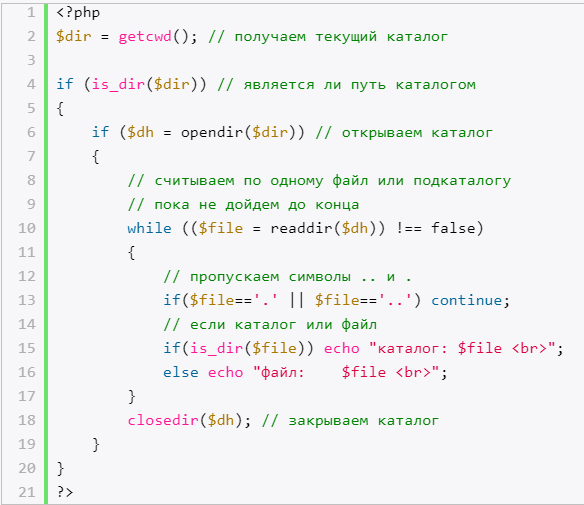 1 <?php
2 $dir = getcwd(); // получаем текущий каталог
3
4 if (is_dir($dir)) // является ли путь каталогом
5 {
6     if ($dh = opendir($dir)) // открываем каталог
7     {
8         // считываем по одному файл или подкаталогу
9         // пока не дойдем до конца
10         while (($file = readdir($dh)) !== false)
11         {
12             // пропускаем символы .. и .
13             if($file=='.' || $file=='..') continue;
14             // если каталог или файл
15             if(is_dir($file)) echo "каталог: $file <br>";
16             else echo "файл:    $file <br>";
17         }
18         closedir($dh); // закрываем каталог
19     }
20 }
21 ?>